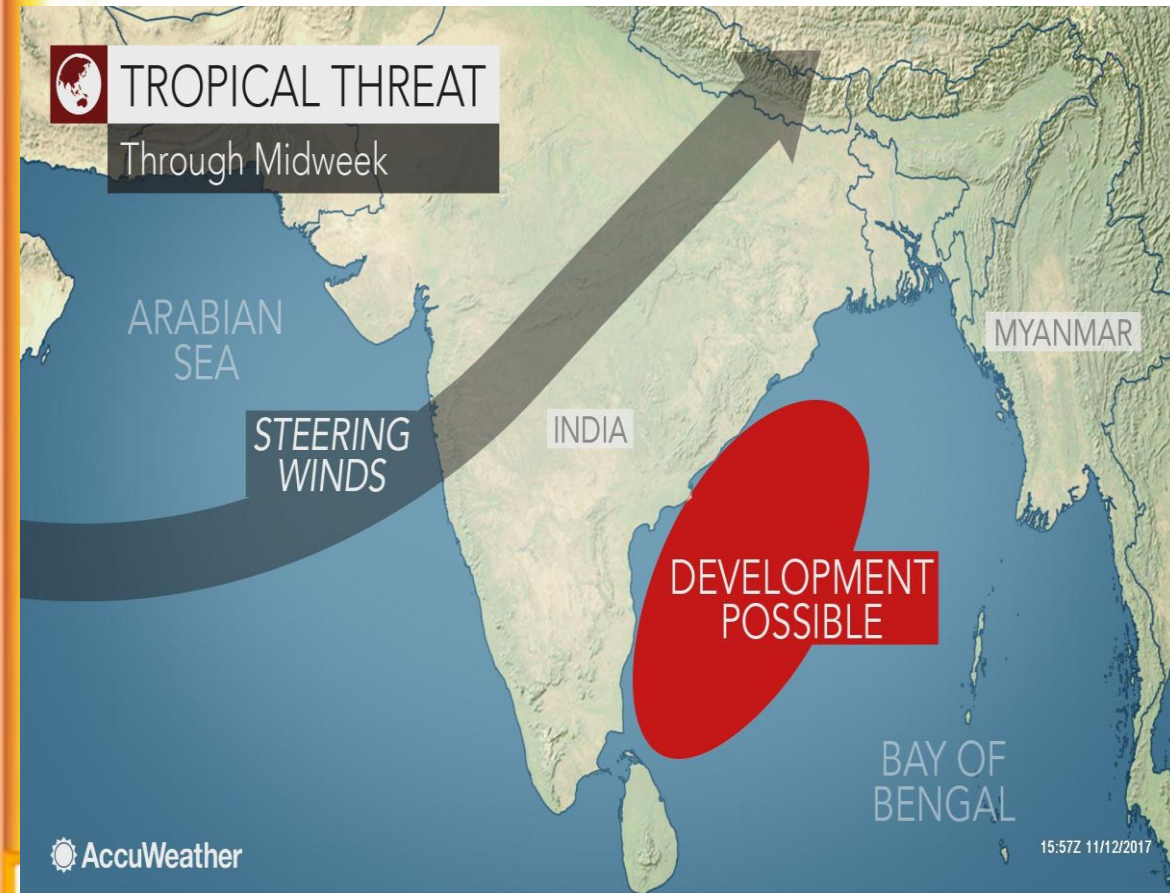 TROPICAL THREAT
Through Midweek
ARABIAN
SEA
STEERING
WINDS
INDIA
MYANMAR
DEVELOPMENT
POSSIBLE
BAY OF
BENGAL
AccuWeather
15:57Z 11/12/2017